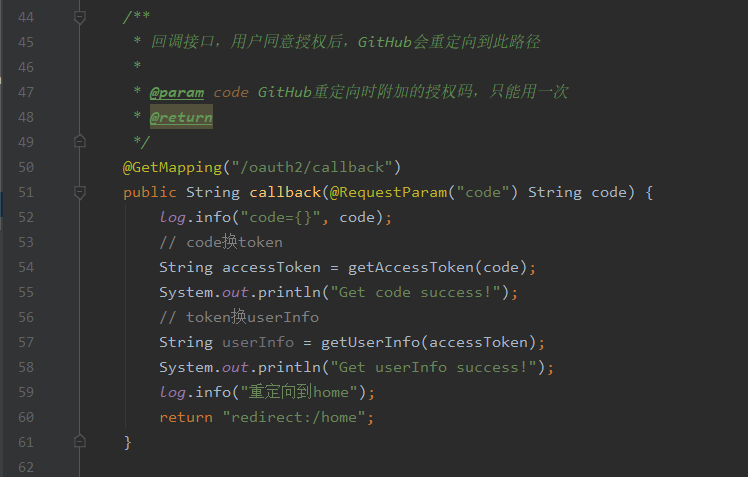 44 /**
45 * 回调接口，用户同意授权后，GitHub会重定向到此路径
46 *
47 * @param code GitHub重定向时附加的授权码，只能用一次
48 * @return
49 */
50 @GetMapping("/oauth2/callback")
51 public String callback(@RequestParam("code") String code) {
52 log.info("code={}", code);
53 // code换token
54 String accessToken = getAccessToken(code);
55 System.out.println("Get code success!");
56 // token换userInfo
57 String userInfo = getUserInfo(accessToken);
58 System.out.println("Get userInfo success!");
59 log.info("重定向到home");
60 return "redirect:/home";
61 }
62